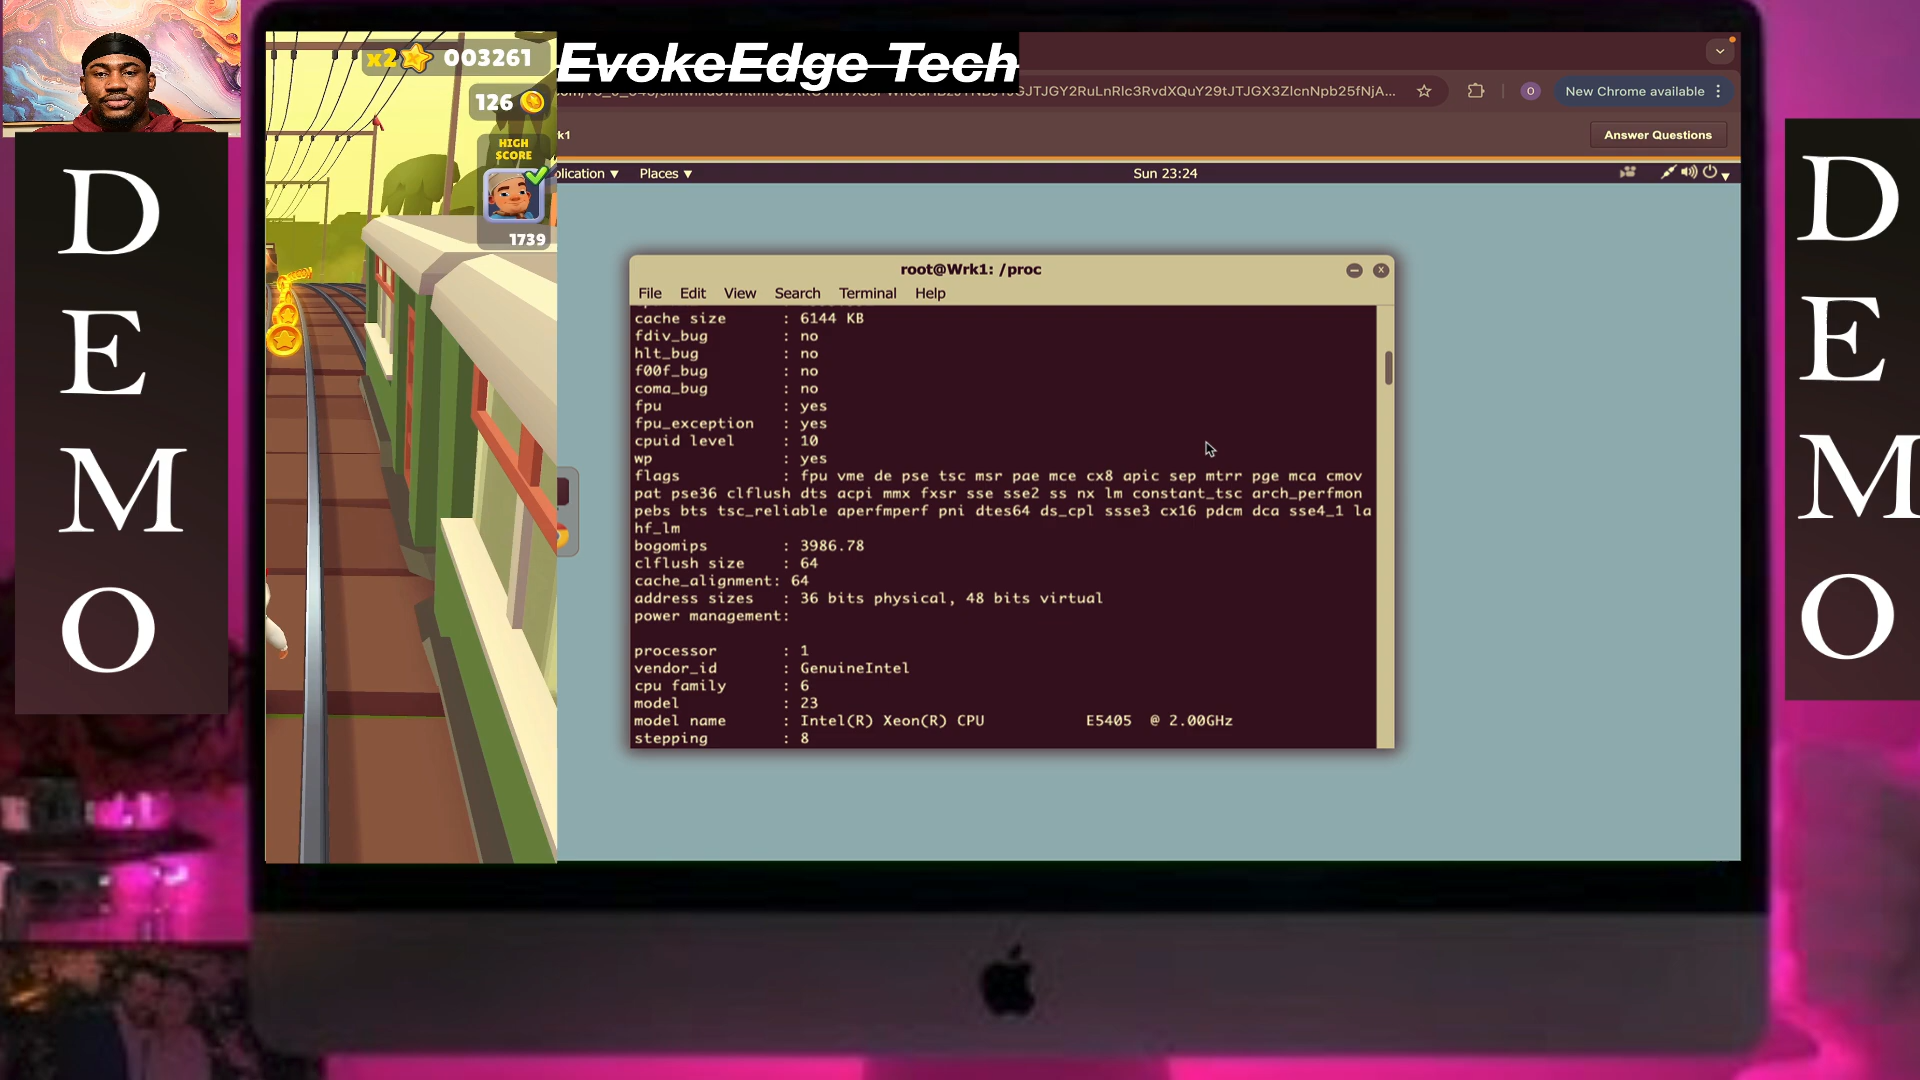 x2 003261
126
HIGH
SCORE
1739
EvokeEdge Tech
New Chrome available
Answer Questions
Places ▾
Sun 23:24
root@Wrk1: /proc
File Edit View Search Terminal Help
cache size : 6144 KB
fdiv_bug : no
hlt_bug : no
f00f_bug : no
coma_bug : no
fpu : yes
fpu_exception : yes
cpuid level : 10
wp : yes
flags : fpu vme de pse tsc msr pae mce cx8 apic sep mtrr pge mca cmov
pat pse36 clflush dts acpi mmx fxsr sse sse2 ss nx lm constant_tsc arch_perfmon
pebs bts tsc_reliable aperfmperf pni dtes64 ds_cpl ssse3 cx16 pdcm dca sse4_1 la
hf_lm
bogomips : 3986.78
clflush size : 64
cache_alignment: 64
address sizes : 36 bits physical, 48 bits virtual
power management:
processor : 1
vendor_id : GenuineIntel
cpu family : 6
model : 23
model name : Intel(R) Xeon(R) CPU E5405 @ 2.00GHz
stepping : 8
DEMO
DEMO